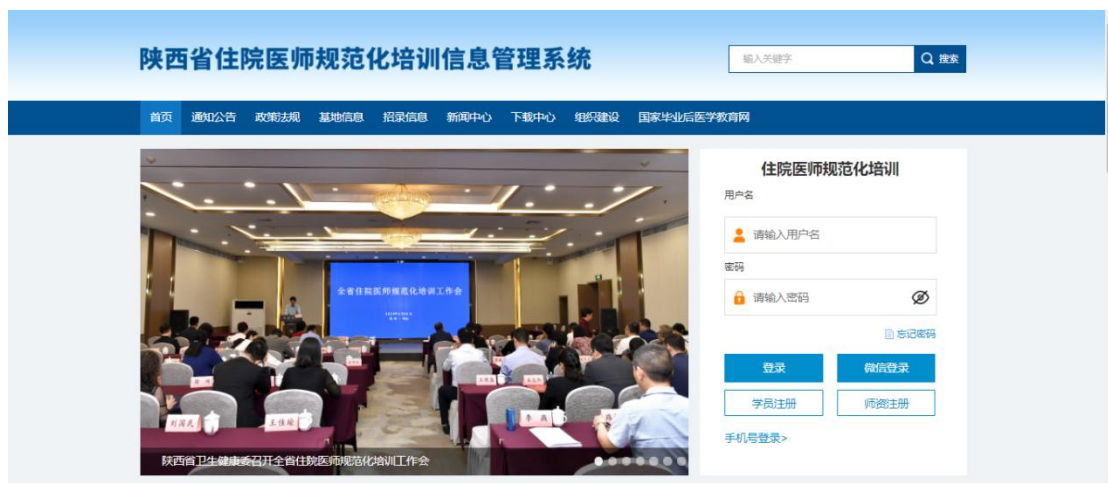 陕西省住院医师规范化培训信息管理系统
输入关键字
搜索
首页 通知公告 政策法规 基地信息 招录信息 新闻中心 下载中心 组织建设 国家毕业后医学教育网
全省住院医师规范化培训工作会
陕西省卫生健康委召开全省住院医师规范化培训工作会
住院医师规范化培训
用户名
请输入用户名
密码
请输入密码
忘记密码
登录 微信登录
学员注册 师资注册
手机号登录>